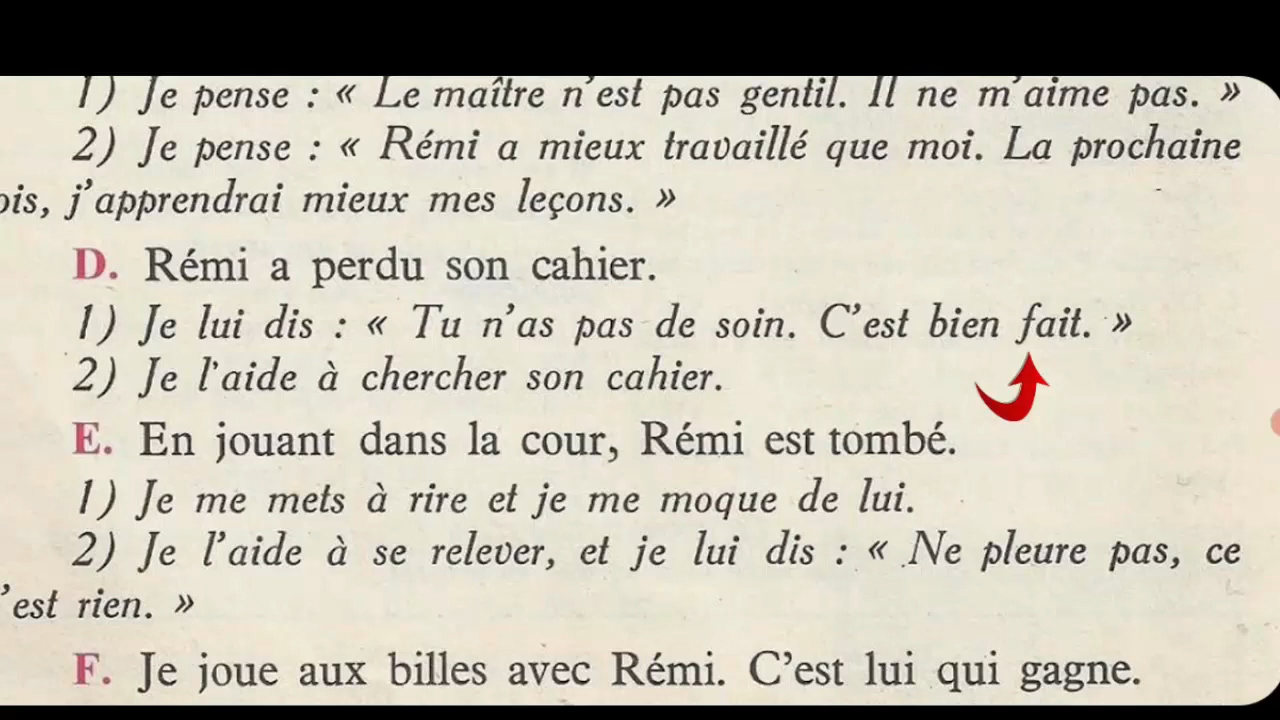 1) Je pense : « Le maître n'est pas gentil. Il ne m'aime pas. »
2) Je pense : « Rémi a mieux travaillé que moi. La prochaine
ois, j'apprendrai mieux mes leçons. »
D. Rémi a perdu son cahier.
1) Je lui dis : « Tu n'as pas de soin. C'est bien fait. »
2) Je l'aide à chercher son cahier.
E. En jouant dans la cour, Rémi est tombé.
1) Je me mets à rire et je me moque de lui.
2) Je l'aide à se relever, et je lui dis : « Ne pleure pas, ce
'est rien. »
F. Je joue aux billes avec Rémi. C'est lui qui gagne.